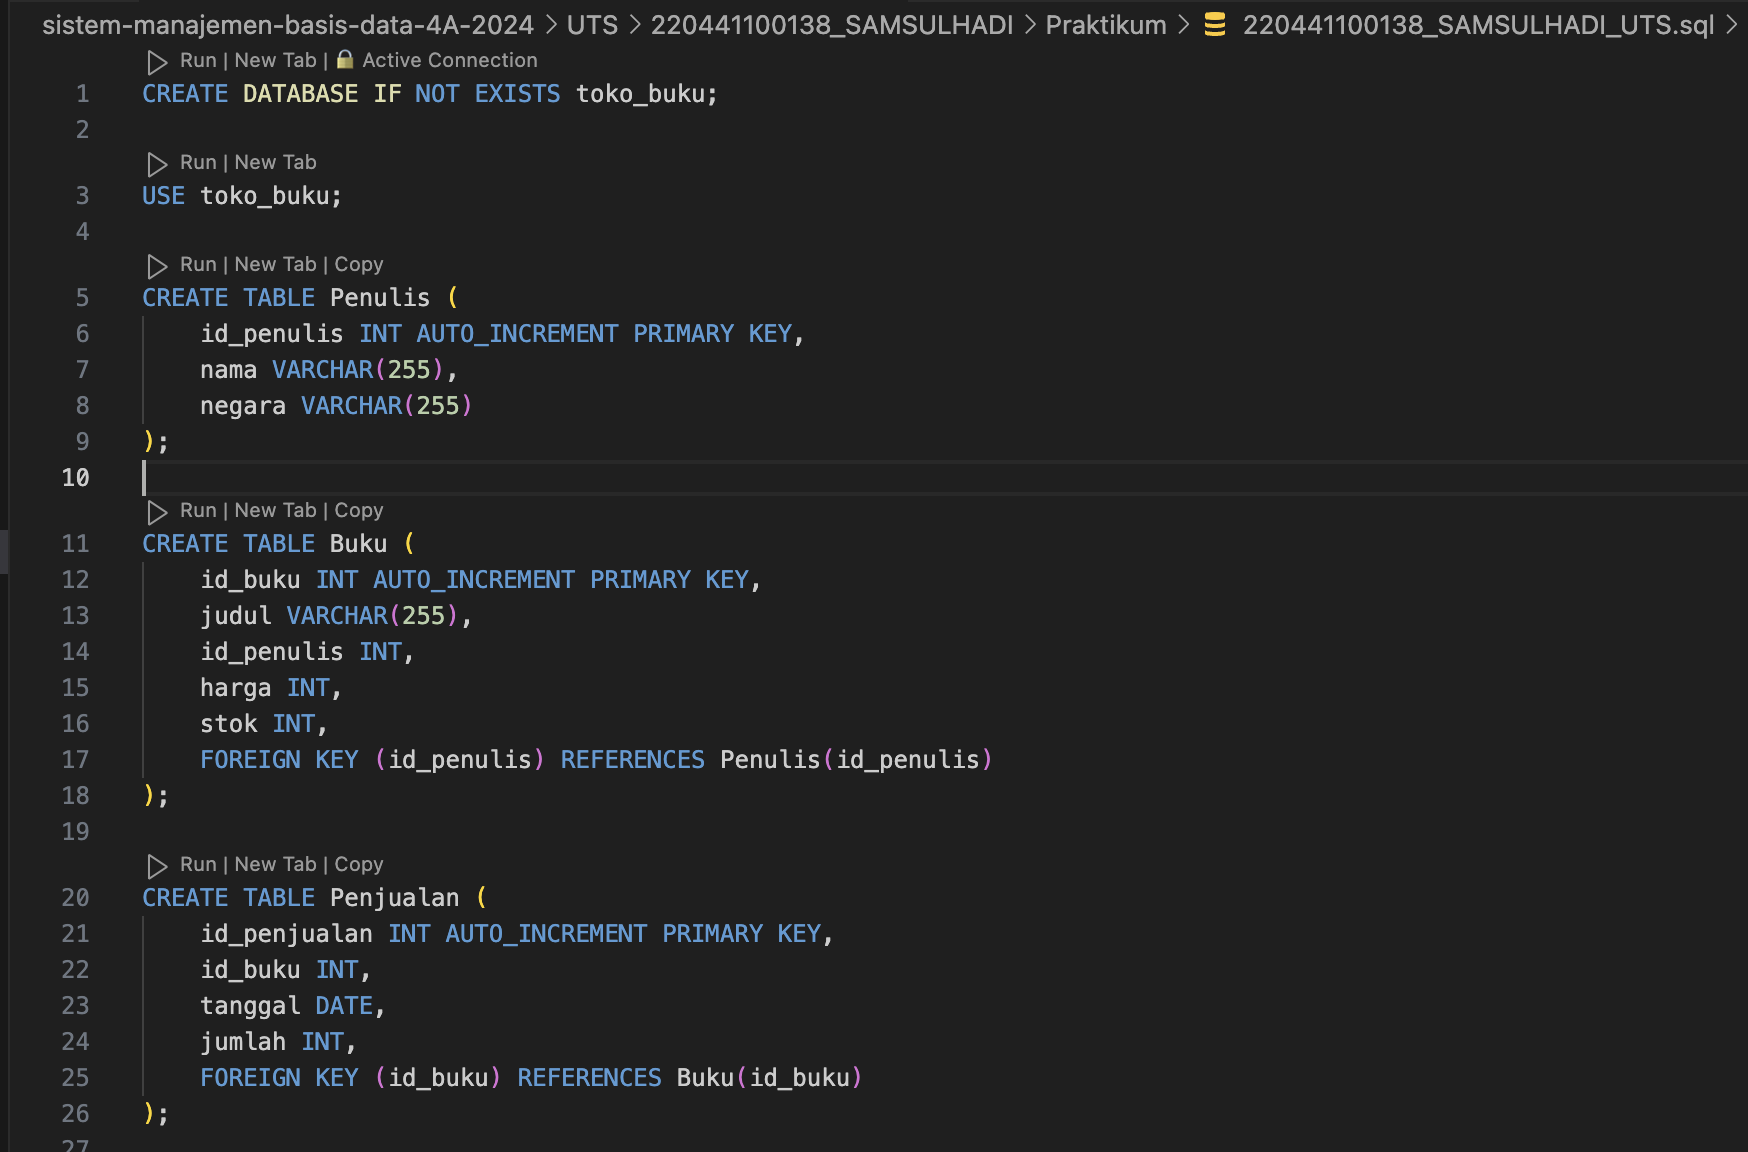 sistem-manajemen-basis-data-4A-2024 > UTS > 220441100138_SAMSULHADI > Praktikum > 220441100138_SAMSULHADI_UTS.sql >
Run | New Tab | Active Connection
1 CREATE DATABASE IF NOT EXISTS toko_buku;
2
Run | New Tab
3 USE toko_buku;
4
Run | New Tab | Copy
5 CREATE TABLE Penulis (
6 id_penulis INT AUTO_INCREMENT PRIMARY KEY,
7 nama VARCHAR(255),
8 negara VARCHAR(255)
9 );
10
Run | New Tab | Copy
11 CREATE TABLE Buku (
12 id_buku INT AUTO_INCREMENT PRIMARY KEY,
13 judul VARCHAR(255),
14 id_penulis INT,
15 harga INT,
16 stok INT,
17 FOREIGN KEY (id_penulis) REFERENCES Penulis(id_penulis)
18 );
19
Run | New Tab | Copy
20 CREATE TABLE Penjualan (
21 id_penjualan INT AUTO_INCREMENT PRIMARY KEY,
22 id_buku INT,
23 tanggal DATE,
24 jumlah INT,
25 FOREIGN KEY (id_buku) REFERENCES Buku(id_buku)
26 );
27